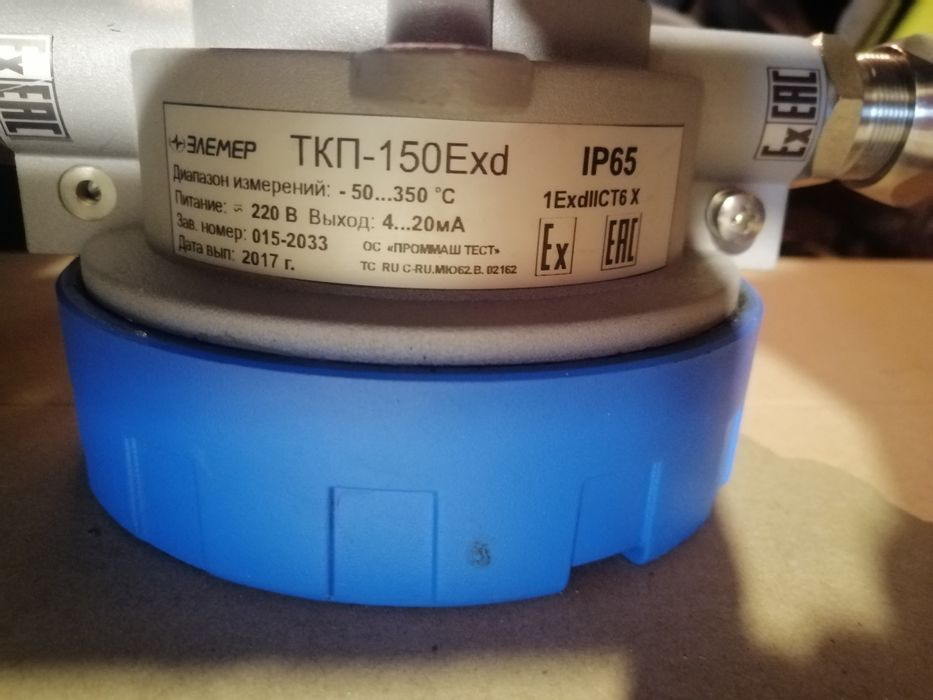 ЭЛЕМЕР ТКП-150Exd IP65
Диапазон измерений: - 50...350 °C
1ExdIICT6 X
Питание: ≂ 220 В Выход: 4...20мА
Зав. номер: 015-2033
ОС «ПРОММАШ ТЕСТ»
Дата вып: 2017 г.
ТС RU C-RU.МЮ62.В. 02162
Ex EAC
Ex EAC
Ex EAC